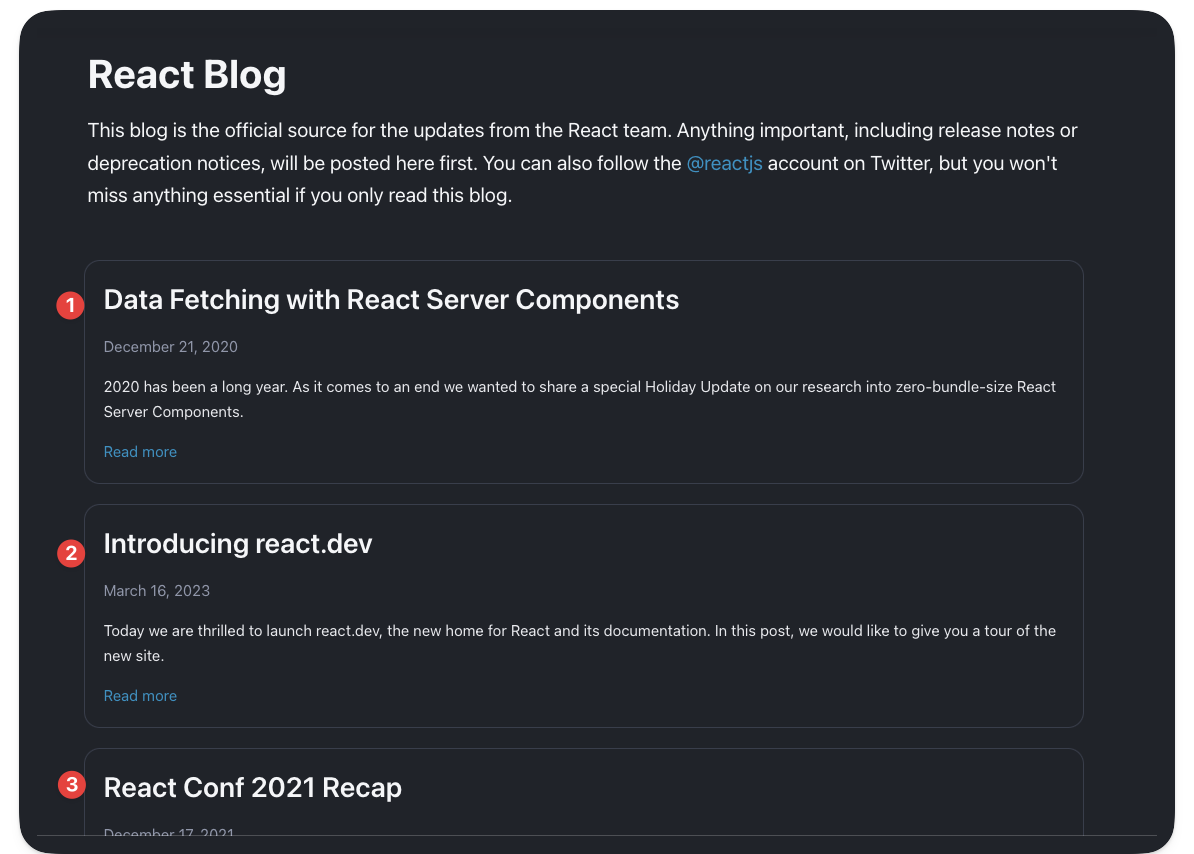 React Blog
This blog is the official source for the updates from the React team. Anything important, including release notes or
deprecation notices, will be posted here first. You can also follow the @reactjs account on Twitter, but you won't
miss anything essential if you only read this blog.
1
Data Fetching with React Server Components
December 21, 2020
2020 has been a long year. As it comes to an end we wanted to share a special Holiday Update on our research into zero-bundle-size React
Server Components.
Read more
2
Introducing react.dev
March 16, 2023
Today we are thrilled to launch react.dev, the new home for React and its documentation. In this post, we would like to give you a tour of the
new site.
Read more
3
React Conf 2021 Recap
December 17, 2021